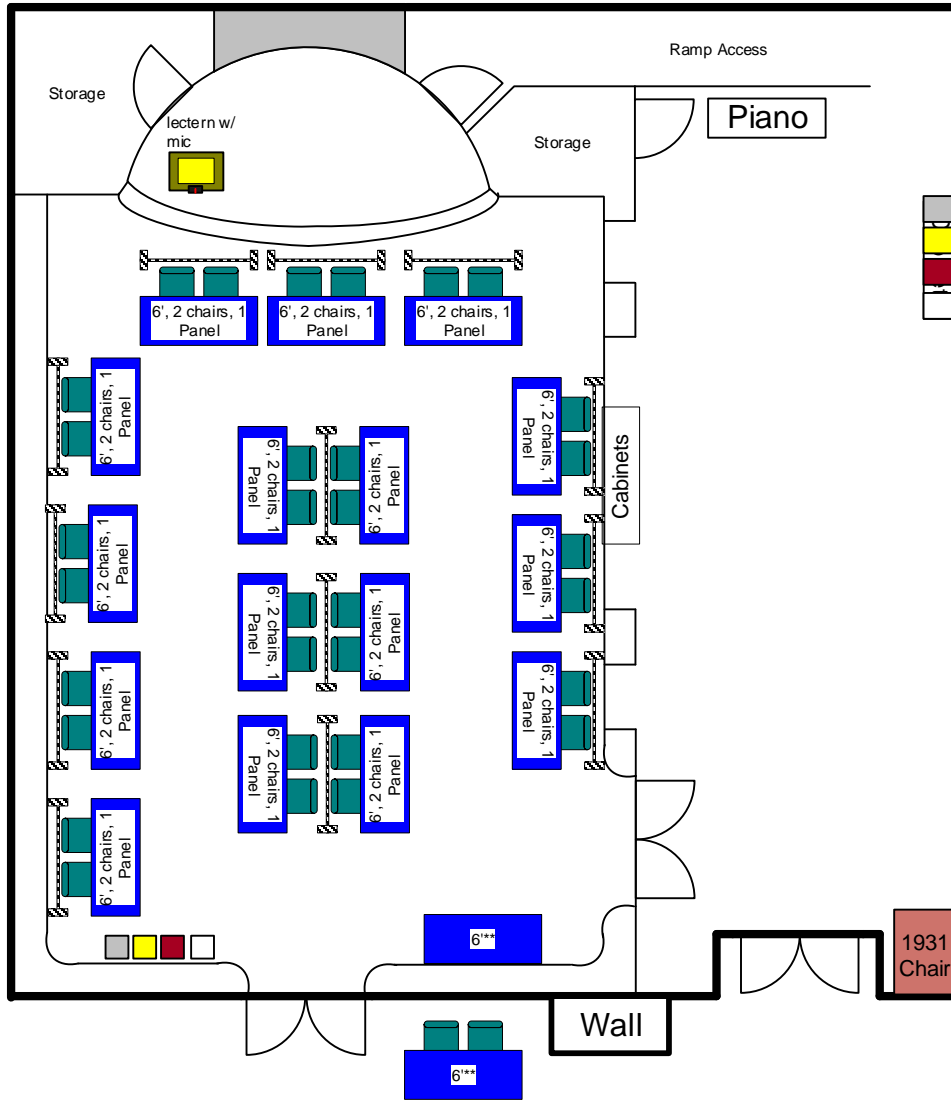 Ramp Access
Storage
Piano
lectern w/
mic
Storage
6', 2 chairs, 1
Panel
6', 2 chairs, 1
Panel
6', 2 chairs, 1
Panel
6', 2 chairs, 1
Panel
6', 2 chairs, 1
Panel
6', 2 chairs, 1
Panel
6', 2 chairs, 1
Panel
Cabinets
6', 2 chairs, 1
Panel
6', 2 chairs, 1
Panel
6', 2 chairs, 1
Panel
6', 2 chairs, 1
Panel
6', 2 chairs, 1
Panel
6', 2 chairs, 1
Panel
6', 2 chairs, 1
Panel
6', 2 chairs, 1
Panel
6', 2 chairs, 1
Panel
6'**
1931
Chair
Wall
6'**